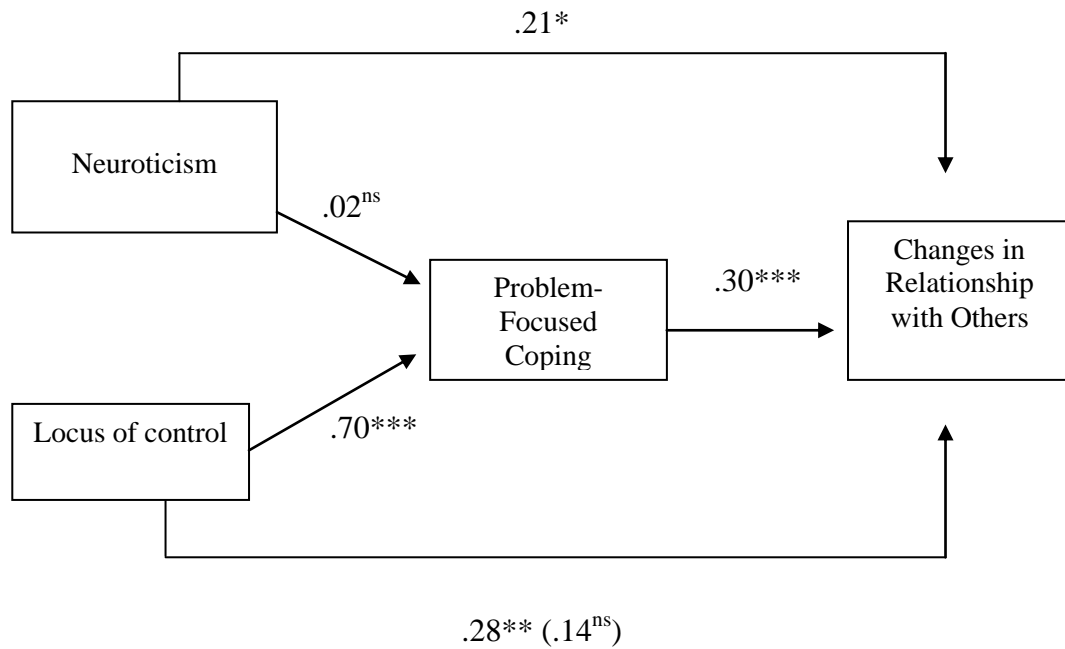 .21*
Neuroticism
.02ns
Problem-
Focused
Coping
.30***
Changes in
Relationship
with Others
Locus of control
.70***
.28** (.14ns)